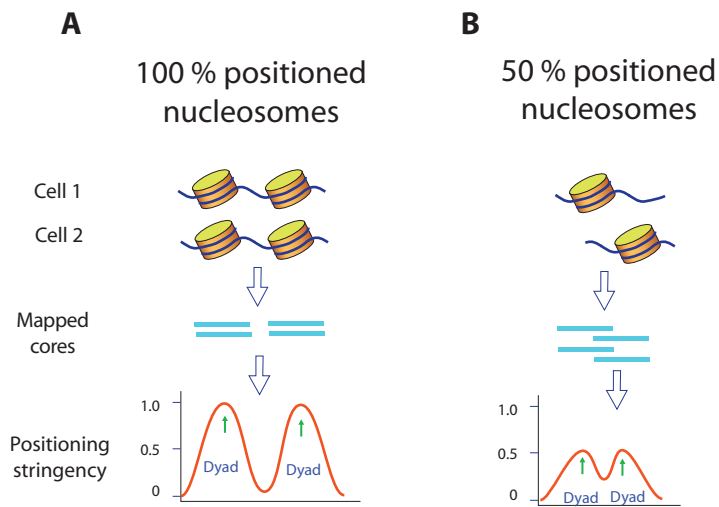 A
100 % positioned
nucleosomes
B
50 % positioned
nucleosomes
Cell 1
Cell 2
Mapped
cores
Positioning
stringency
1.0
0.5
0
Dyad
Dyad
1.0
0.5
0
Dyad
Dyad